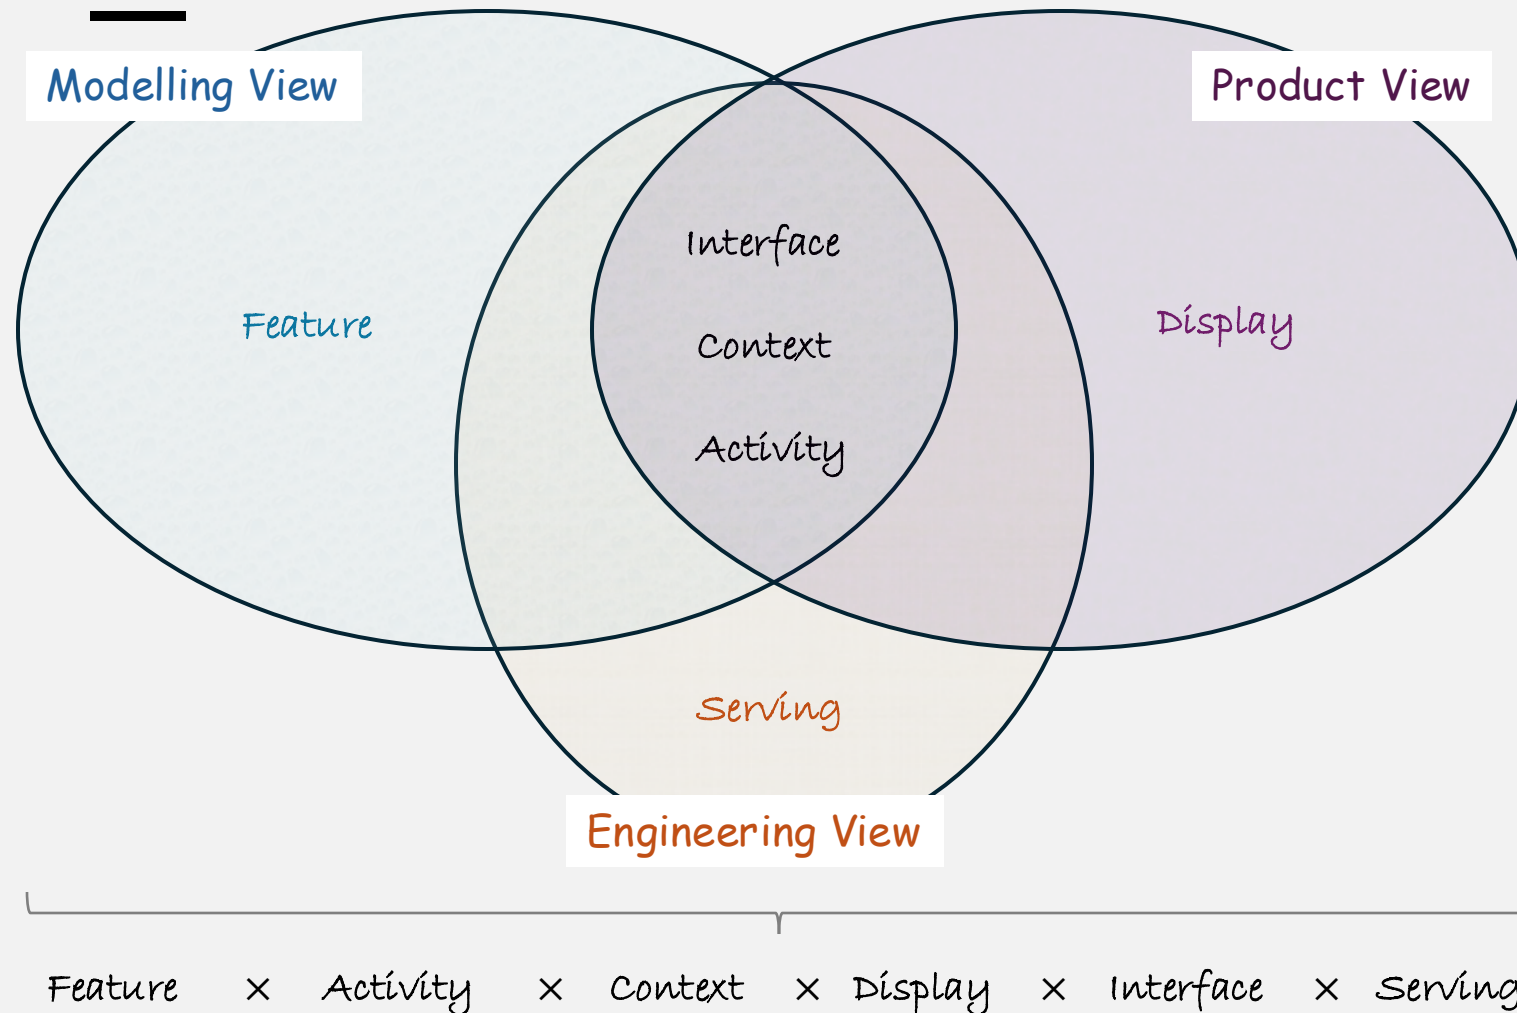 Modelling View
Product View
Interface
Feature
Display
Context
Activity
Serving
Engineering View
Feature × Activity × Context × Display × Interface × Serving